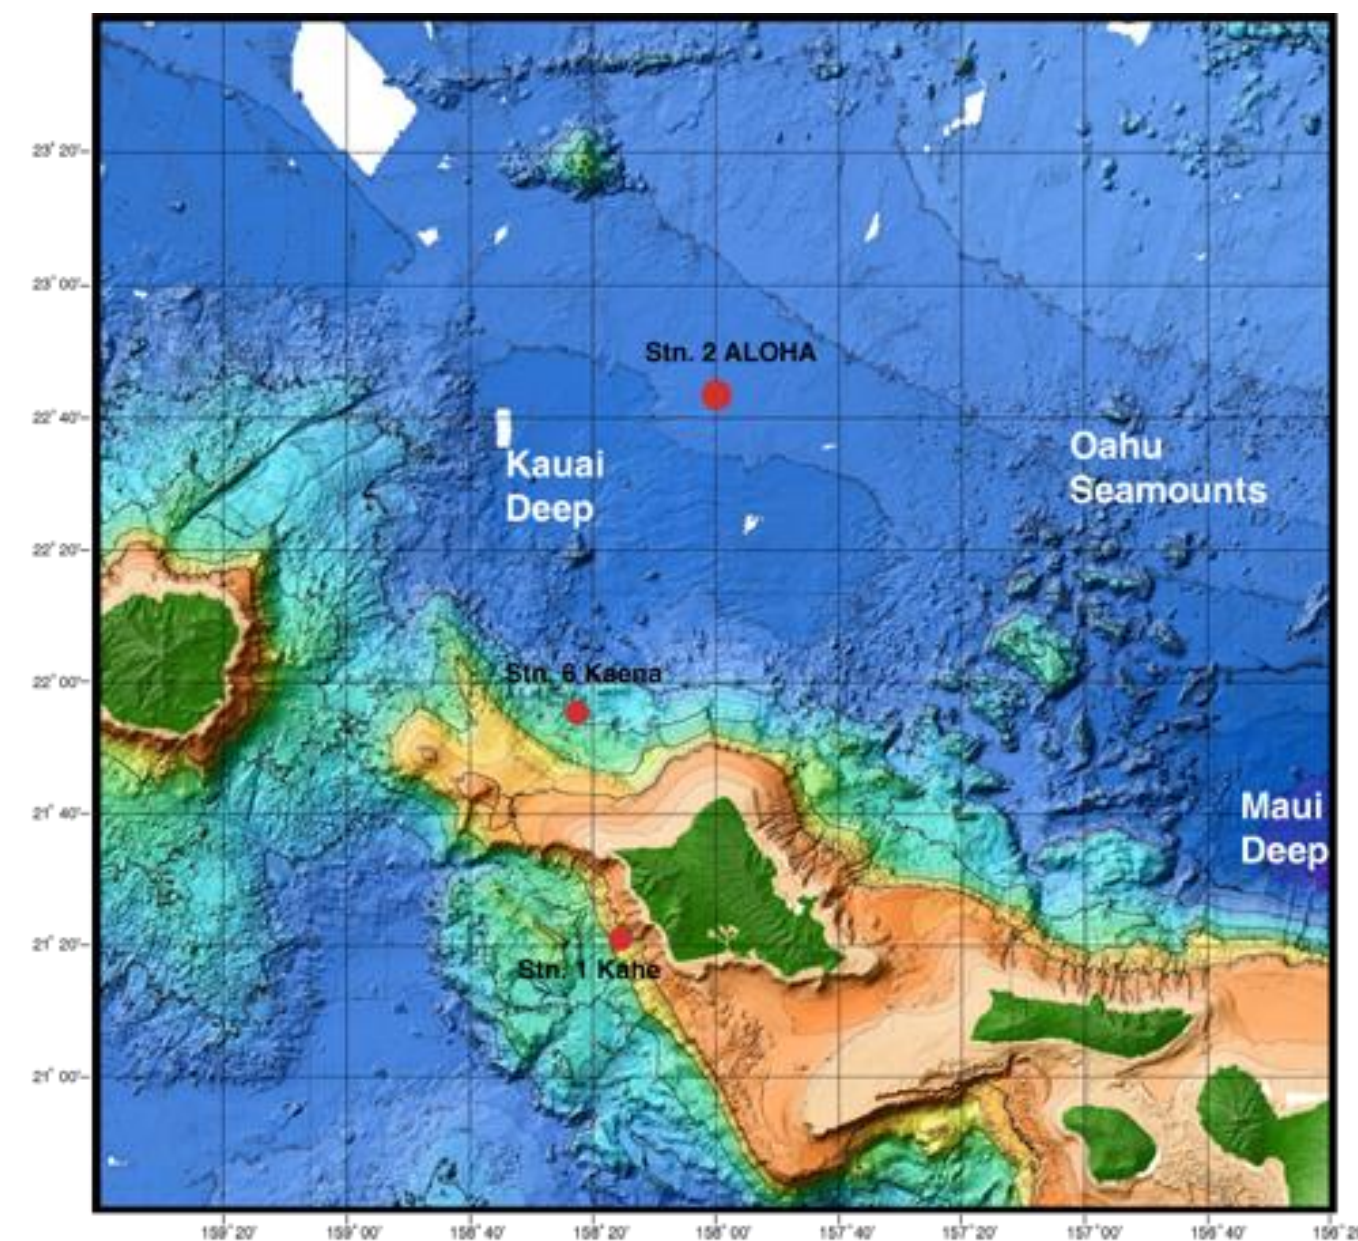 23˚ 20'
23˚ 00'
Stn. 2 ALOHA
22˚ 40'
Oahu
Seamounts
Kauai
Deep
22˚ 20'
22˚ 00'
Stn. 6 Kaena
21˚ 40'
Maui
Deep
21˚ 20'
Stn. 1 Kahe
21˚ 00'
159˚20' 159˚00' 158˚40' 158˚20' 158˚00' 157˚40' 157˚20' 157˚00' 156˚40'